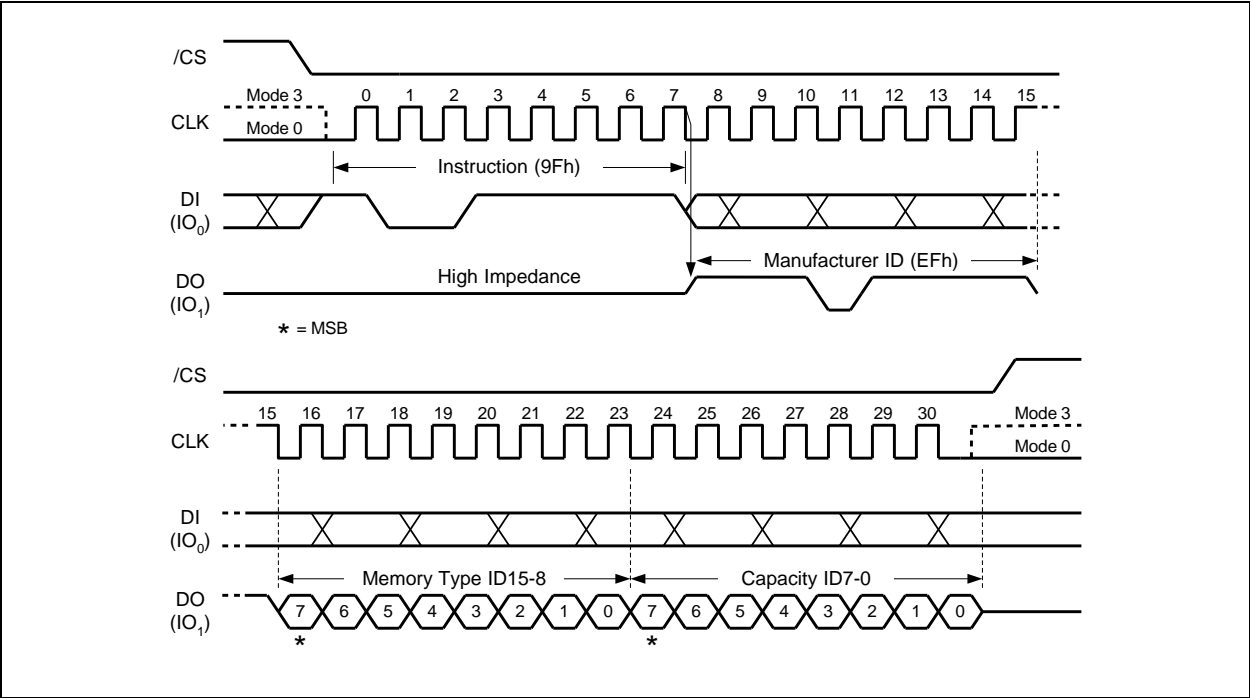 /CS
Mode 3
0 1 2 3 4 5 6 7 8 9 10 11 12 13 14 15
CLK
Mode 0
Instruction (9Fh)
DI
(IO0)
Manufacturer ID (EFh)
High Impedance
DO
(IO1)
* = MSB
/CS
15 16 17 18 19 20 21 22 23 24 25 26 27 28 29 30
Mode 3
CLK
Mode 0
DI
(IO0)
Memory Type ID15-8
Capacity ID7-0
DO
(IO1)
7 6 5 4 3 2 1 0 7 6 5 4 3 2 1 0
* *